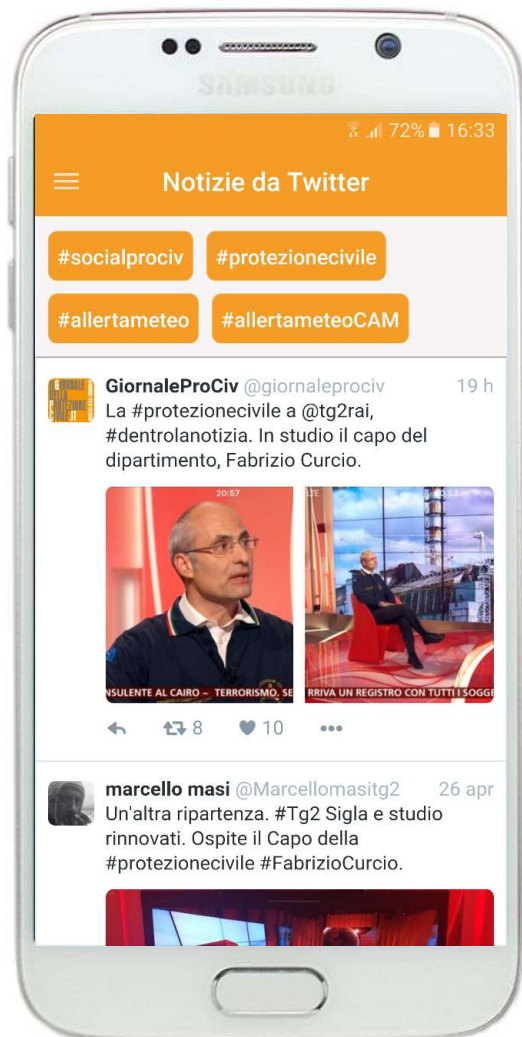 SAMSUNG
72% 16:33
Notizie da Twitter
#socialprociv #protezionecivile
#allertameteo #allertameteoCAM
GiornaleProCiv @giornaleprociv 19 h
La #protezionecivile a @tg2rai,
#dentrolanotizia. In studio il capo del
dipartimento, Fabrizio Curcio.
20:57
NSULENTE AL CAIRO ~ TERRORISMO, SE
RRIVA UN REGISTRO CON TUTTI I SOGGE
8 10
marcello masi @Marcellomasitg2 26 apr
Un'altra ripartenza. #Tg2 Sigla e studio
rinnovati. Ospite il Capo della
#protezionecivile #FabrizioCurcio.